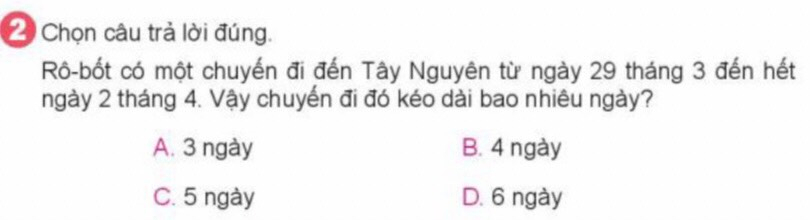 2 Chọn câu trả lời đúng.
Rô-bốt có một chuyến đi đến Tây Nguyên từ ngày 29 tháng 3 đến hết
ngày 2 tháng 4. Vậy chuyến đi đó kéo dài bao nhiêu ngày?
A. 3 ngày B. 4 ngày
C. 5 ngày D. 6 ngày